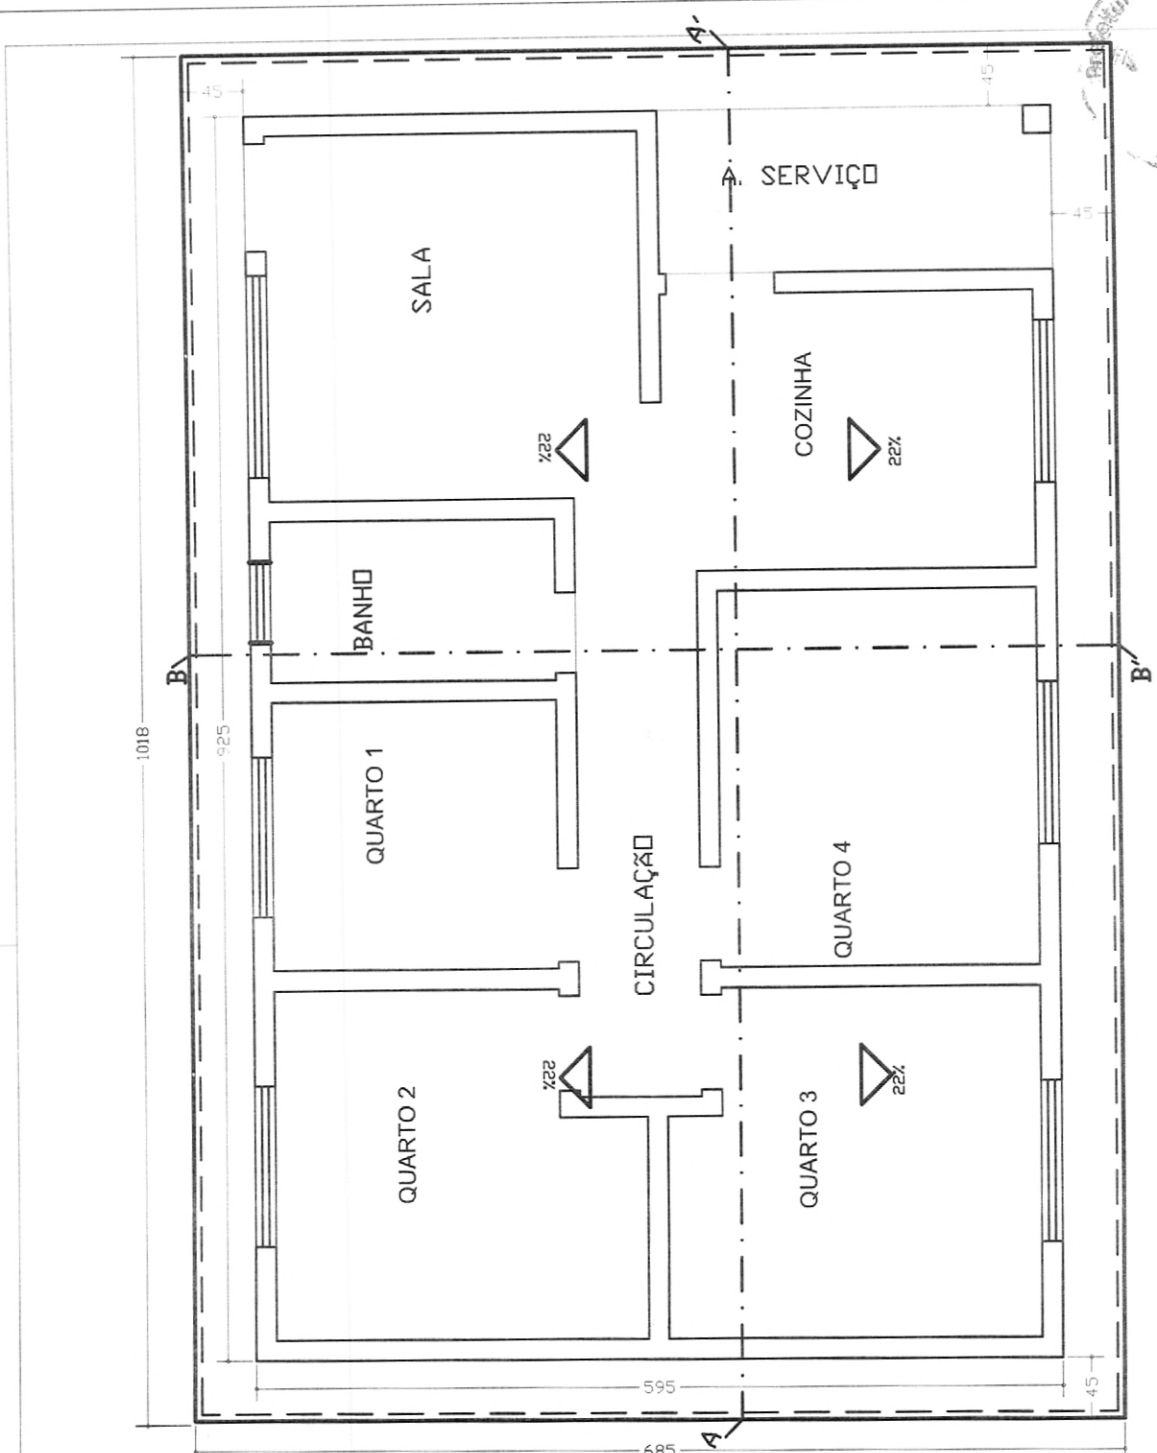 A'
45
45
A. SERVIÇO
45
SALA
COZINHA
22%
22%
BANHO
B
B"
1018
925
QUARTO 1
CIRCULAÇÃO
QUARTO 4
22%
22%
QUARTO 2
QUARTO 3
595
45
A
685